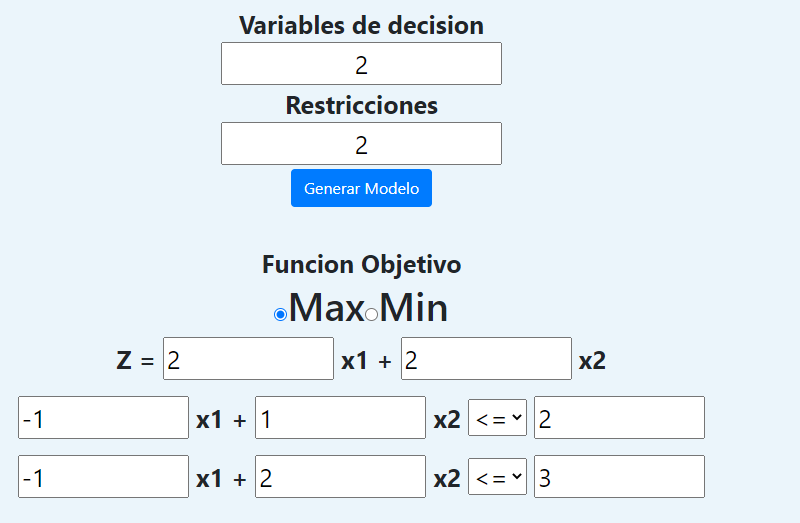 Variables de decision
2
Restricciones
2
Generar Modelo
Funcion Objetivo
Max Min
Z = 2 x1 + 2 x2
-1 x1 + 1 x2 <= 2
-1 x1 + 2 x2 <= 3